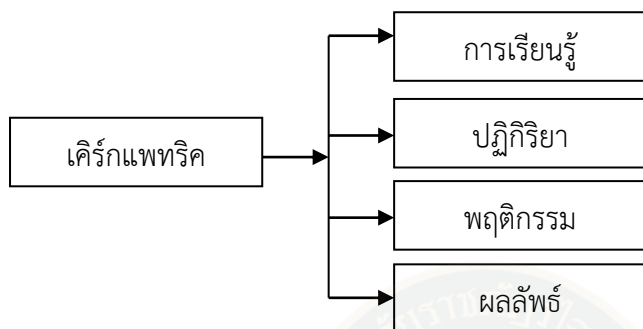 การเรียนรู้
ปฏิกิริยา
เคิร์กแพทริค
พฤติกรรม
ผลลัพธ์